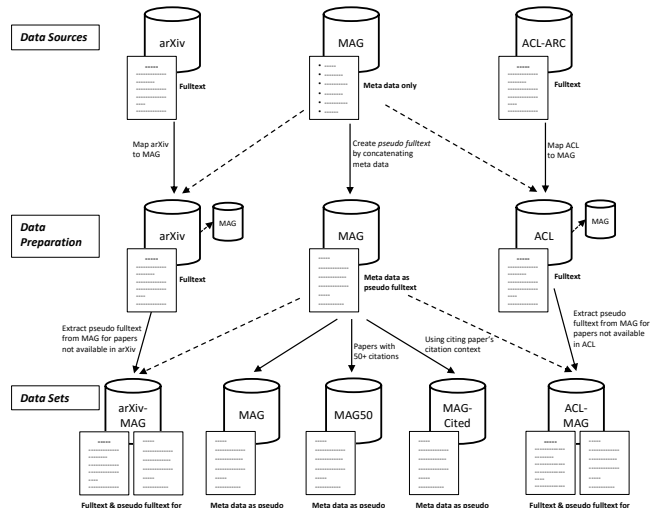 Data Sources
arXiv
MAG
ACL-ARC
Fulltext
Meta data only
Fulltext
Map arXiv
to MAG
Create pseudo fulltext
by concatenating
meta data
Map ACL
to MAG
Data
Preparation
arXiv
MAG
MAG
ACL
MAG
Fulltext
Meta data as
pseudo fulltext
Fulltext
Extract pseudo fulltext
from MAG for papers
not available in arXiv
Papers with
50+ citations
Using citing paper's
citation context
Extract pseudo
fulltext from MAG for
papers not available
in ACL
Data Sets
arXiv-
MAG
MAG
MAG50
MAG-
Cited
ACL-
MAG
Fulltext & pseudo fulltext for
Meta data as pseudo
Meta data as pseudo
Meta data as pseudo
Fulltext & pseudo fulltext for